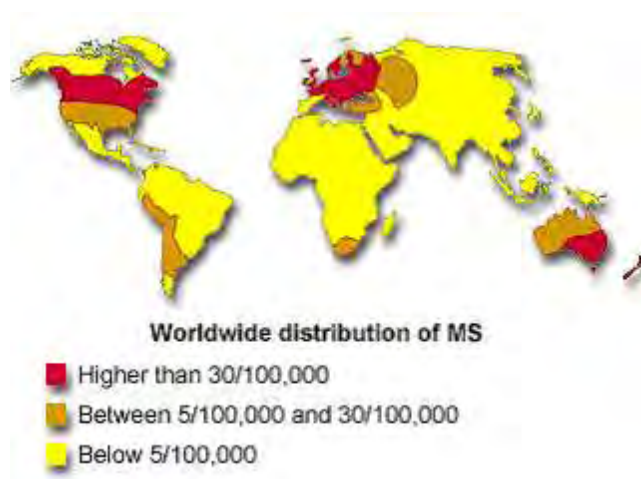 Worldwide distribution of MS
Higher than 30/100,000
Between 5/100,000 and 30/100,000
Below 5/100,000